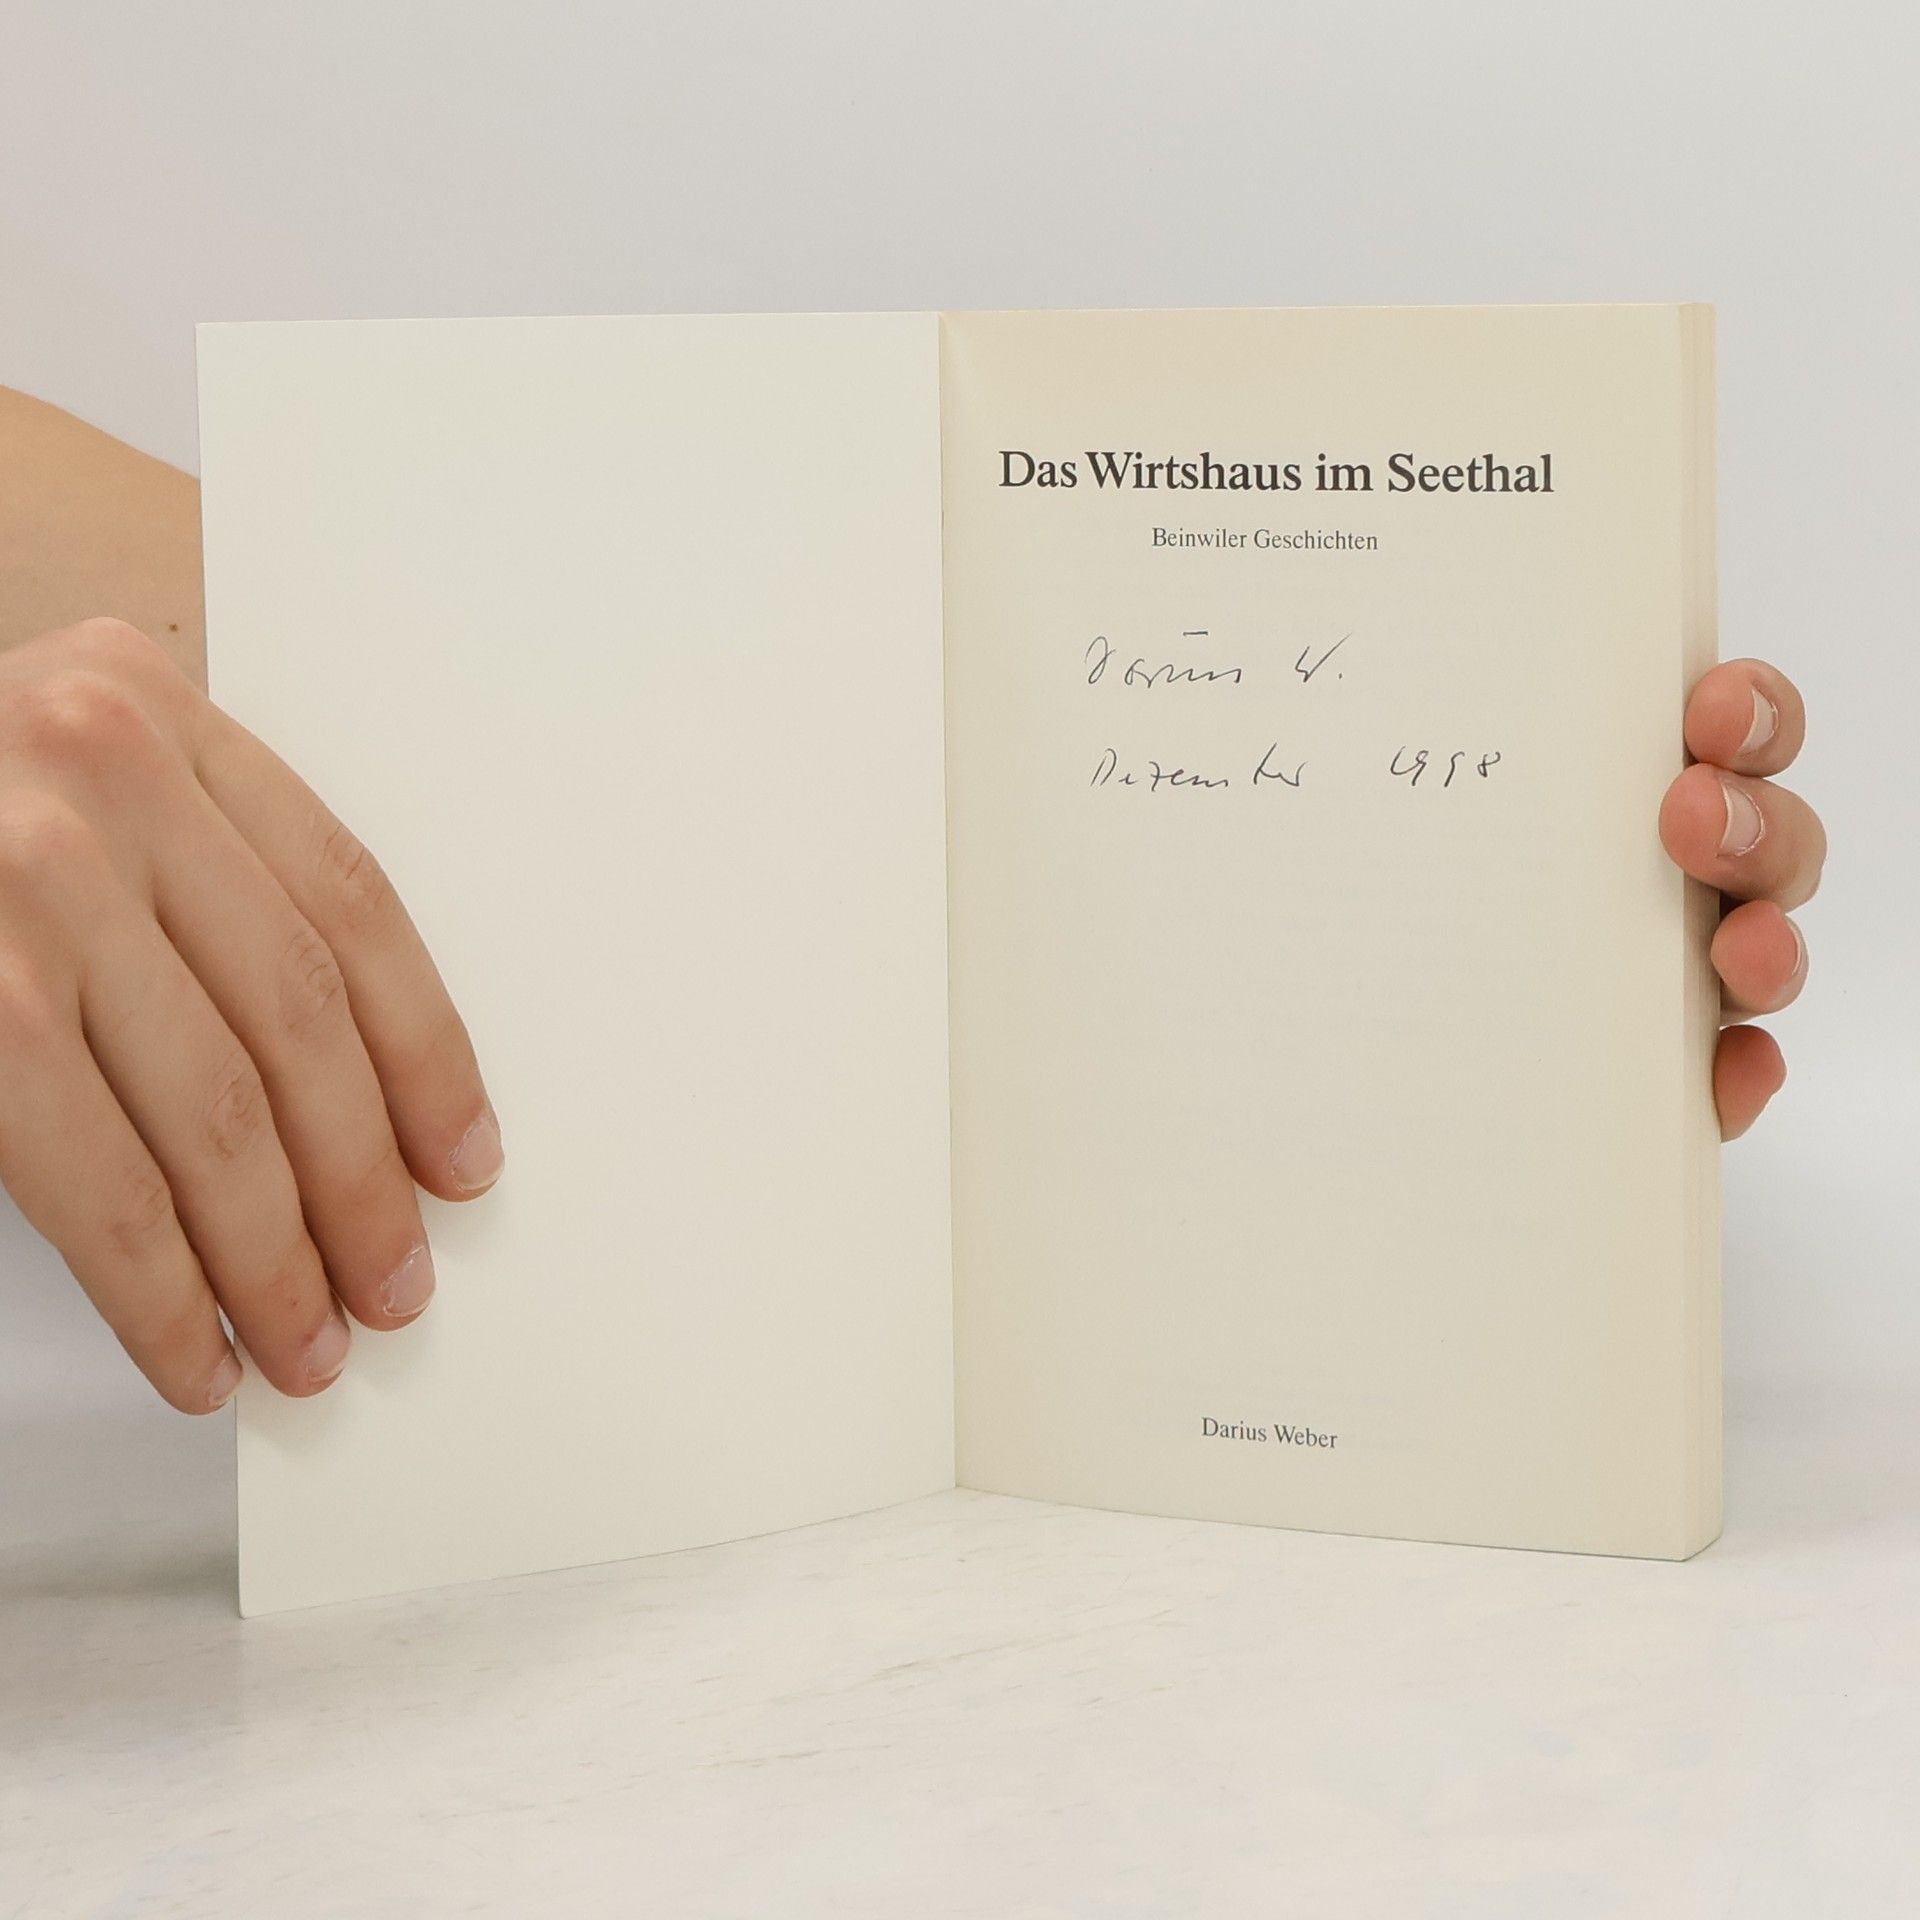 Das Wirtshaus im Seethal
Beinwiler Geschichten
Darius W.
Dezember 1998
Darius Weber